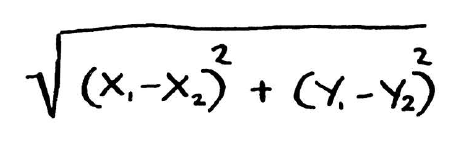 √((X₁-X₂)² + (Y₁-Y₂)²)